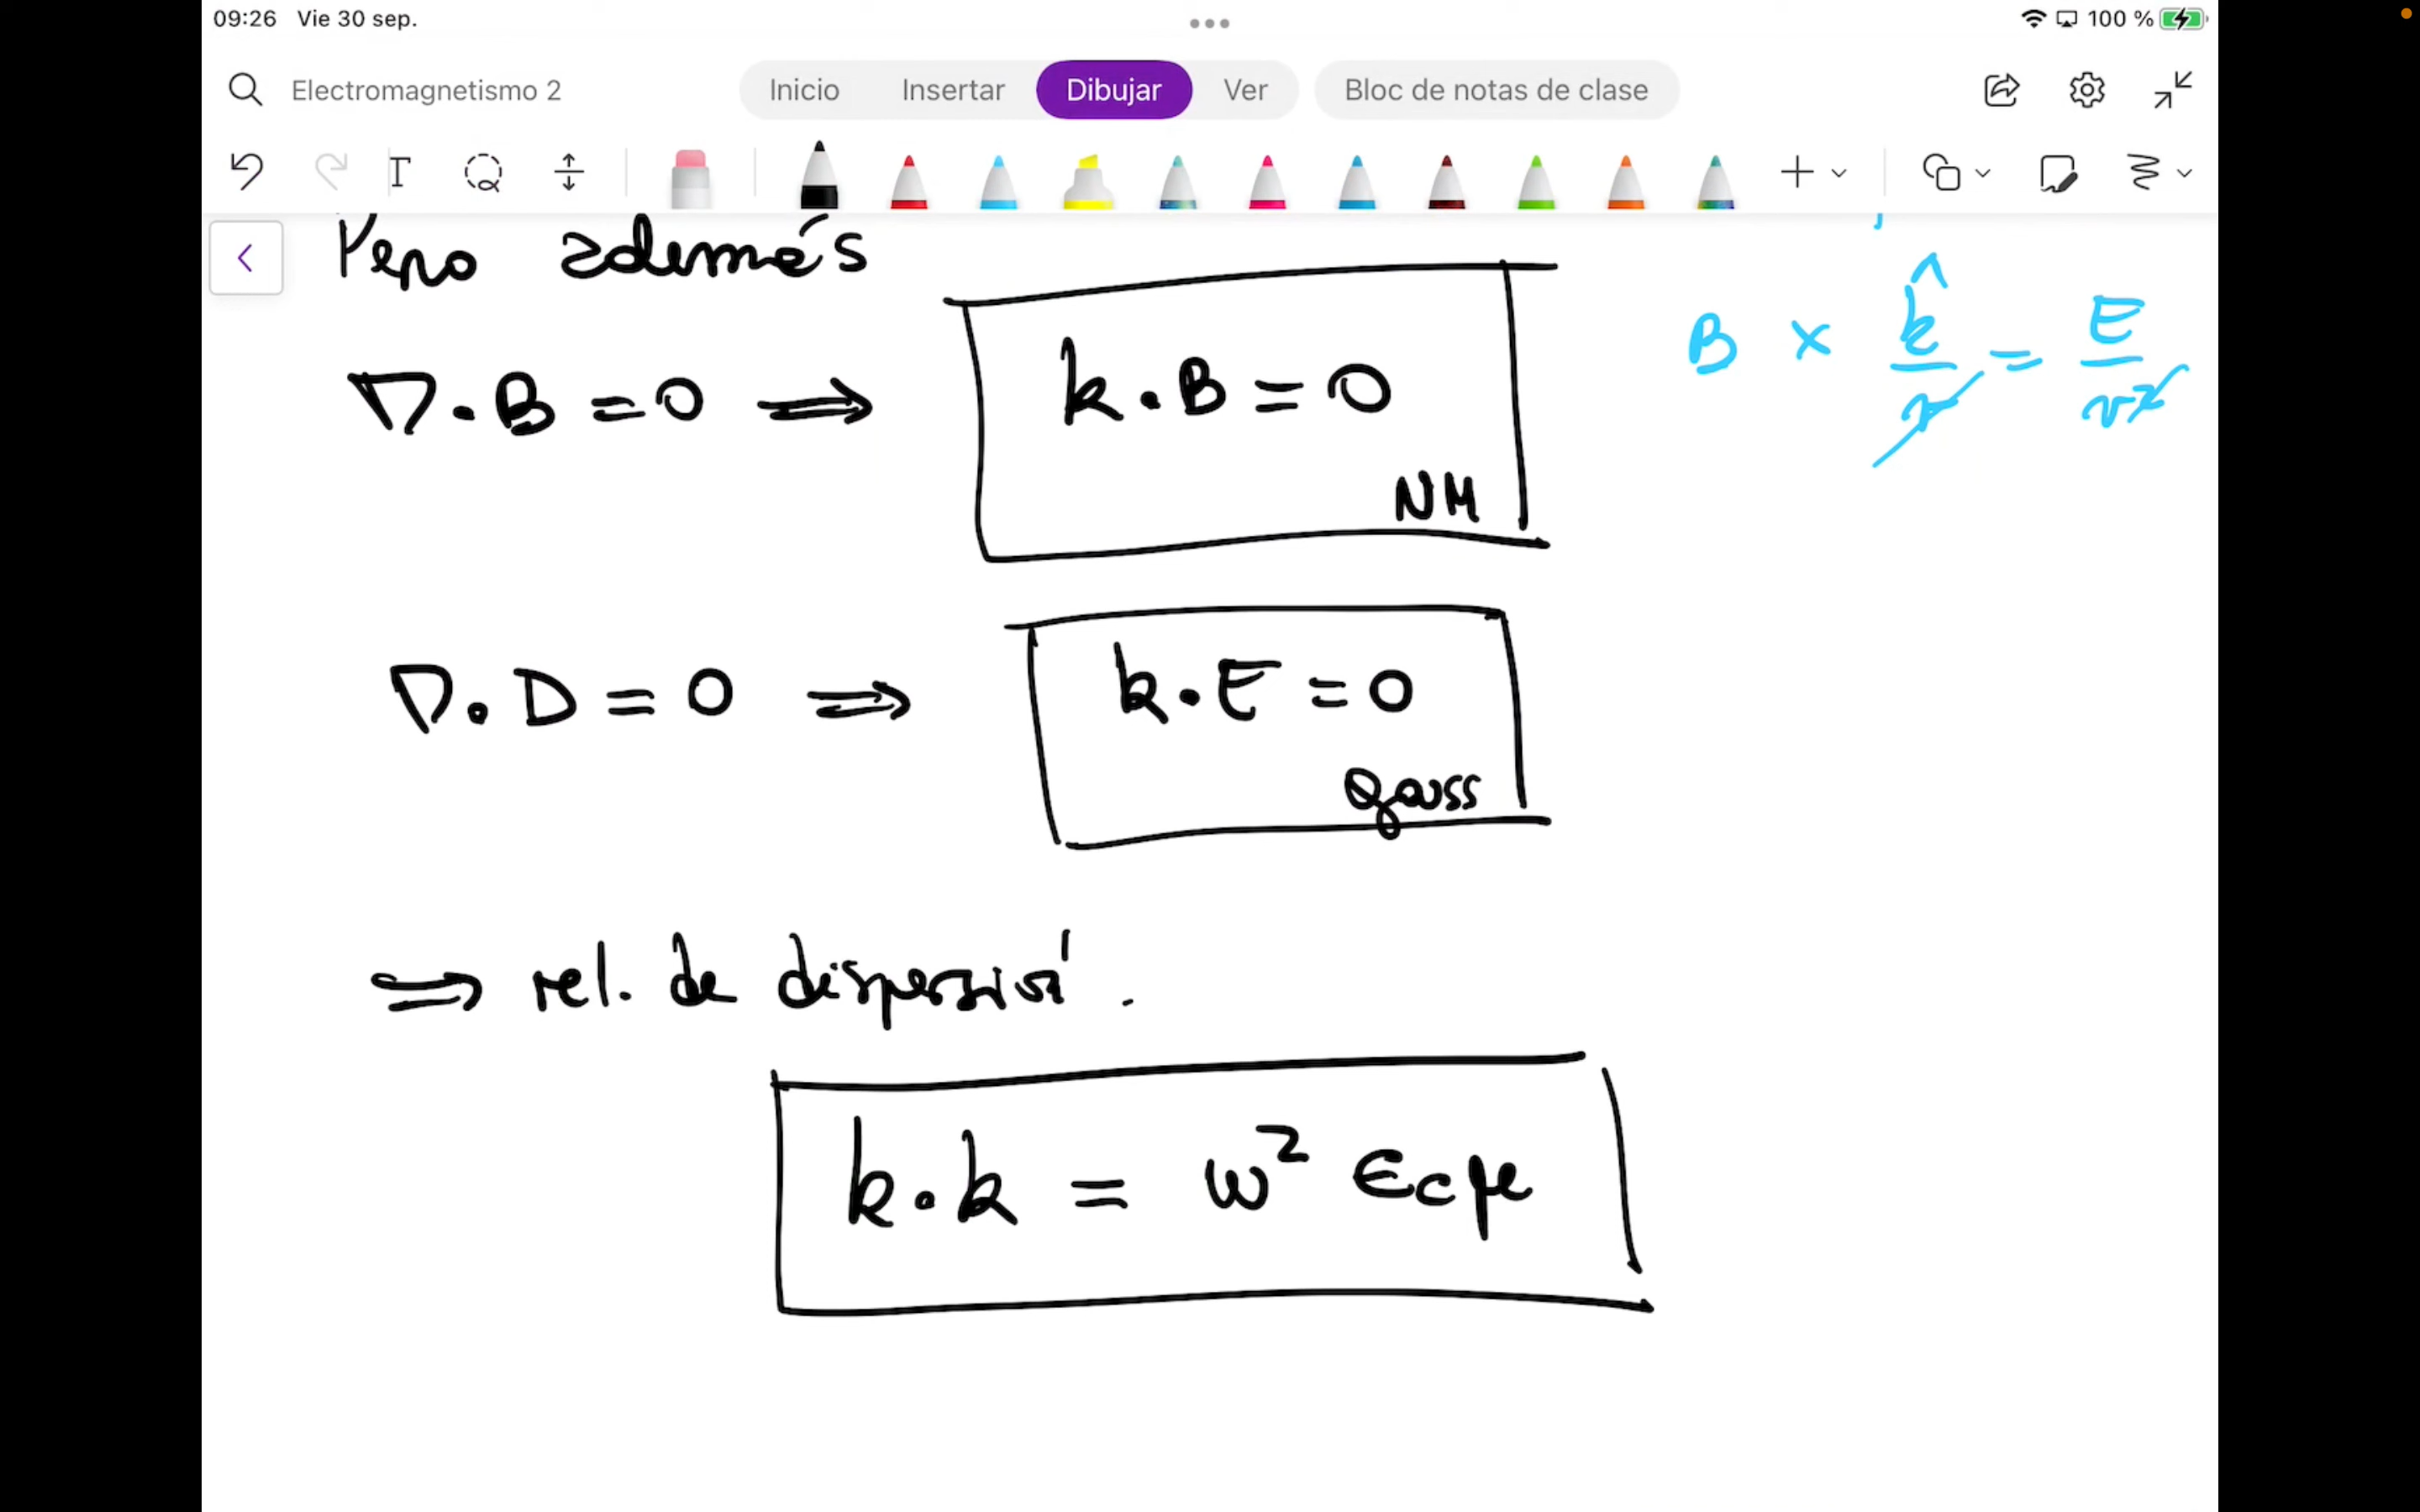 09:26 Vie 30 sep.
100 %
Electromagnetismo 2
Inicio Insertar Dibujar Ver Bloc de notas de clase
Pero además
∇·B = 0 ⇒ k·B = 0
NM
B × k̂/v = E/v²
∇·D = 0 ⇒ k·E = 0
Gauss
⇒ rel. de dispersión.
k·k = ω² εcμ